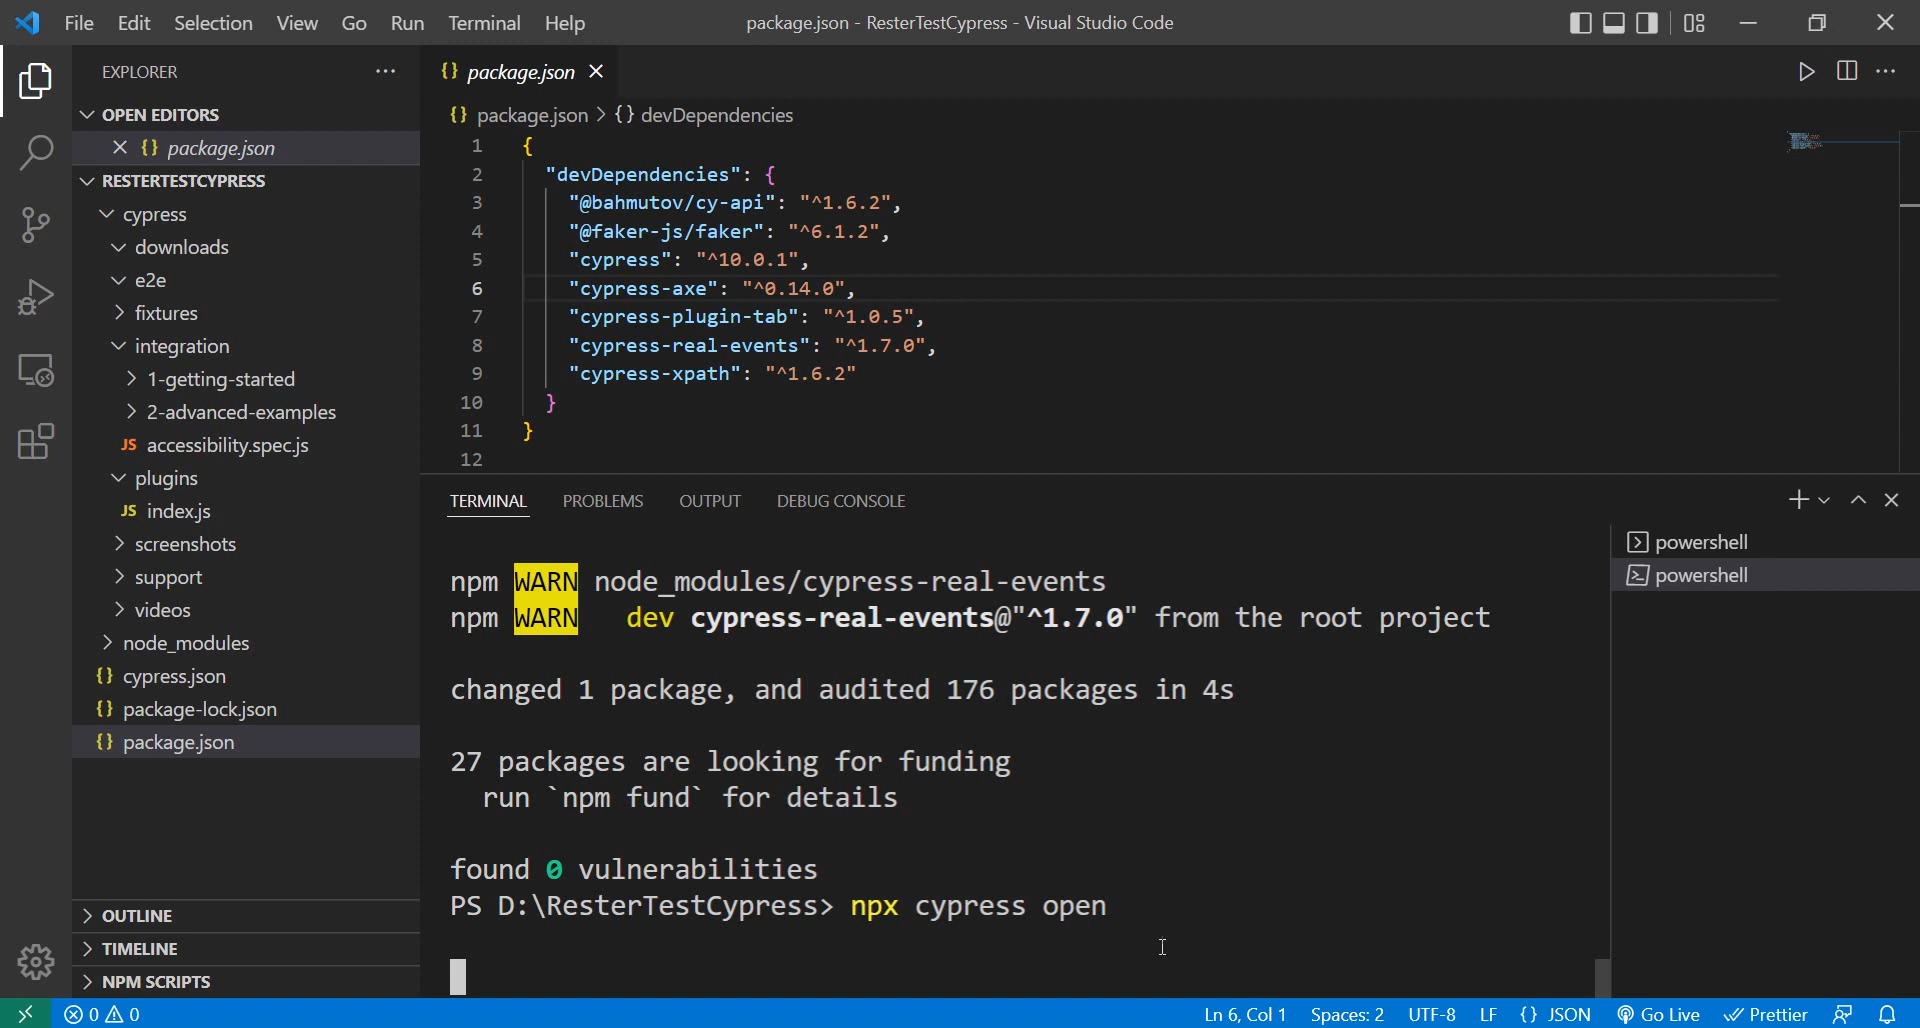 File Edit Selection View Go Run Terminal Help package.json - ResterTestCypress - Visual Studio Code
EXPLORER
OPEN EDITORS
{} package.json
RESTERTESTCYPRESS
cypress
downloads
e2e
fixtures
integration
1-getting-started
2-advanced-examples
JS accessibility.spec.js
plugins
JS index.js
screenshots
support
videos
node_modules
{} cypress.json
{} package-lock.json
{} package.json
OUTLINE
TIMELINE
NPM SCRIPTS
{} package.json
{} package.json > {} devDependencies
1 {
2 "devDependencies": {
3 "@bahmutov/cy-api": "^1.6.2",
4 "@faker-js/faker": "^6.1.2",
5 "cypress": "^10.0.1",
6 "cypress-axe": "^0.14.0",
7 "cypress-plugin-tab": "^1.0.5",
8 "cypress-real-events": "^1.7.0",
9 "cypress-xpath": "^1.6.2"
10 }
11 }
12
TERMINAL PROBLEMS OUTPUT DEBUG CONSOLE
npm WARN node_modules/cypress-real-events
npm WARN dev cypress-real-events@"^1.7.0" from the root project
changed 1 package, and audited 176 packages in 4s
27 packages are looking for funding
run `npm fund` for details
found 0 vulnerabilities
PS D:\ResterTestCypress> npx cypress open
powershell
powershell
0 0 Ln 6, Col 1 Spaces: 2 UTF-8 LF {} JSON Go Live Prettier